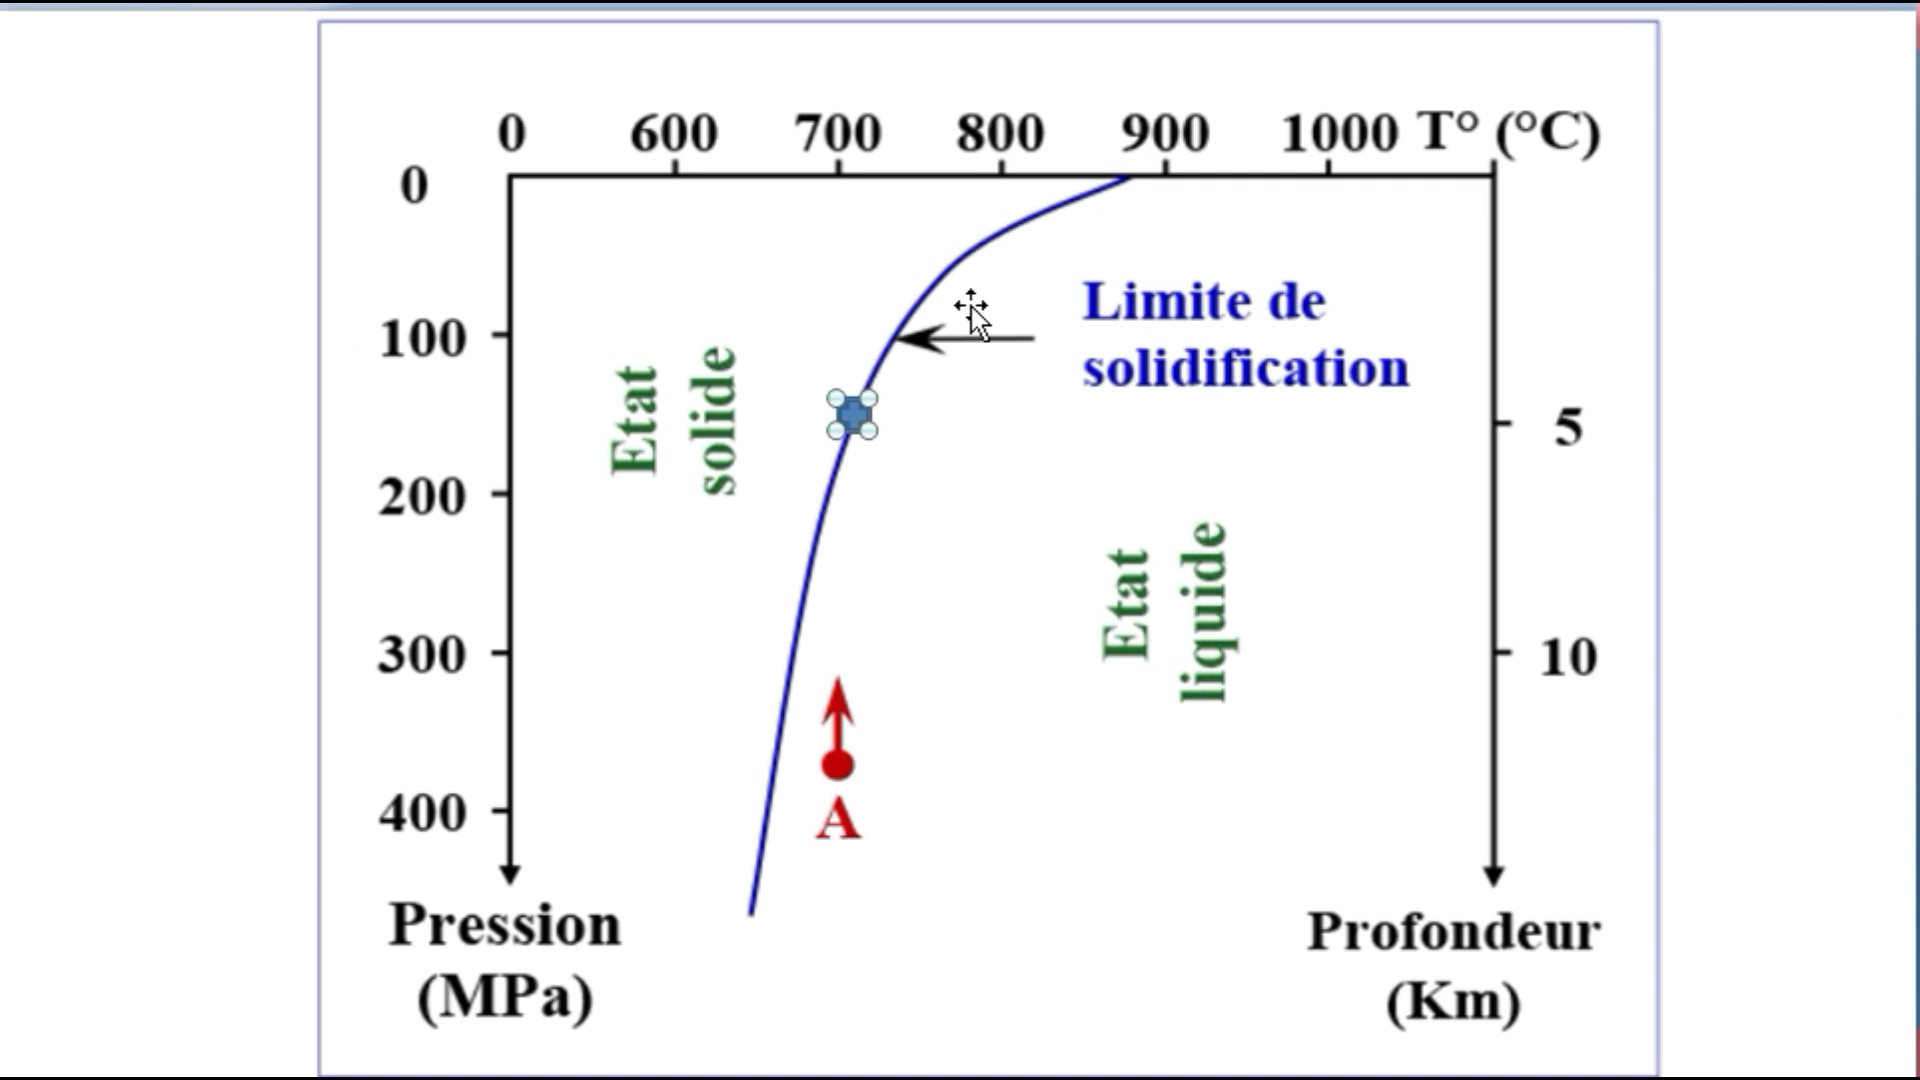 0 600 700 800 900 1000 T° (°C)
0
100
200
300
400
Etat
solide
Limite de
solidification
Etat
liquide
A
5
10
Pression
(MPa)
Profondeur
(Km)